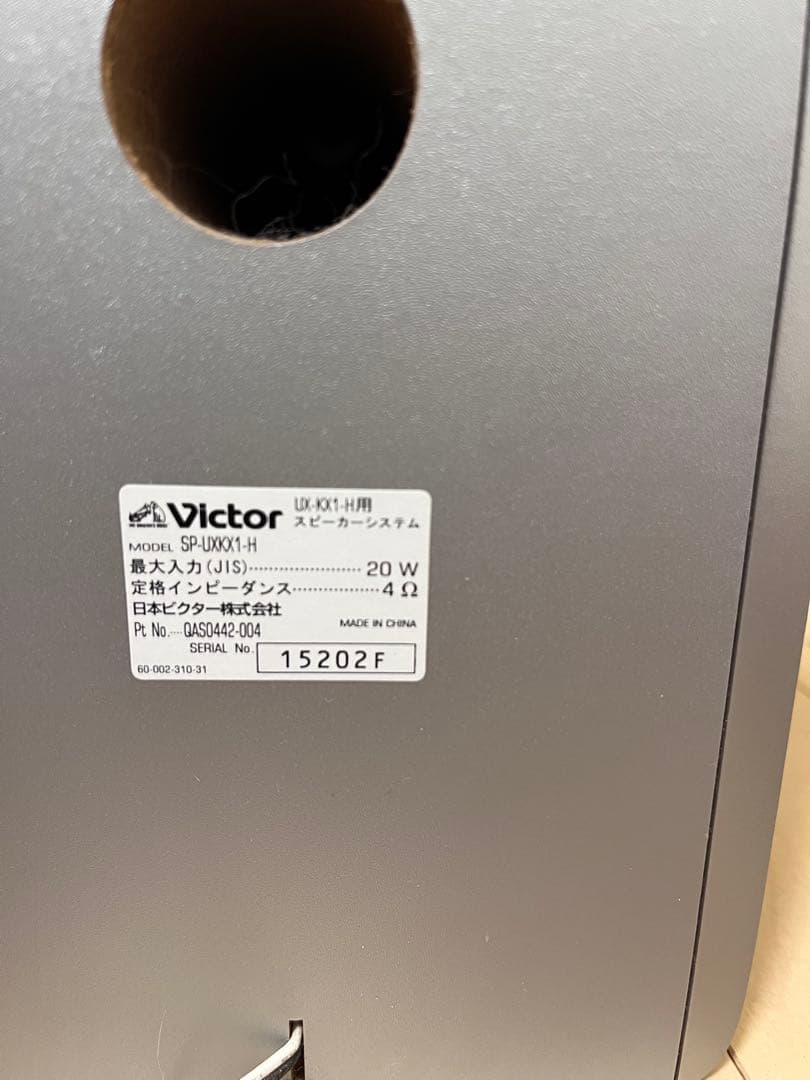 Victor UX-KX1-H用
スピーカーシステム
MODEL SP-UXKX1-H
最大入力(JIS)······················ 20 W
定格インピーダンス·················4 Ω
日本ビクター株式会社
Pt No.····QAS0442-004 MADE IN CHINA
SERIAL No. 15202F
60-002-310-31